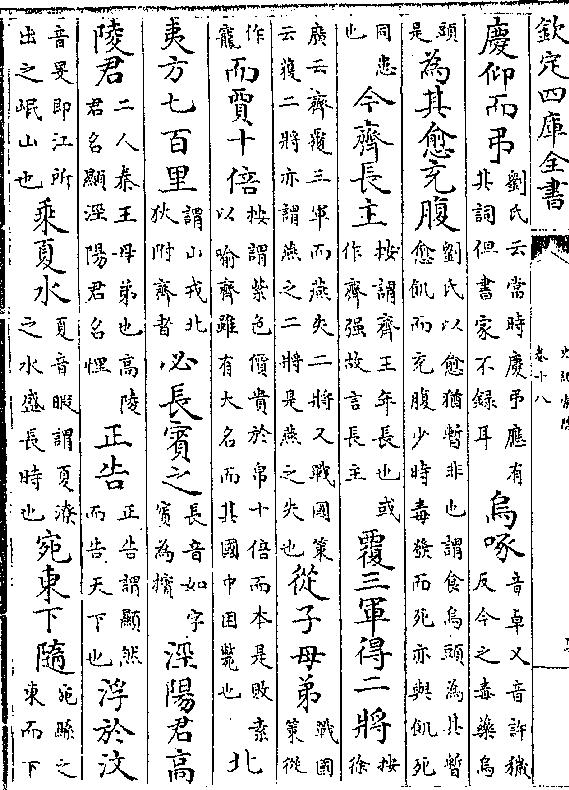 欽定四庫全書 史記索隱 卷十八
慶仰而弔劉氏云當時慶弔應有其詞但書家不錄耳烏啄音卓又音許獩反今之毒藥烏
頭是為其愈充腹劉氏以愈猶暫非也謂食烏頭為其暫愈飢而充腹少時毒發而死亦與飢死
同患也今齊長主按謂齊王年長也或作齊强故言長主覆三軍得二將按徐
廣云齊覆三軍而燕失二將又戰國策云獲二將亦謂燕之二將是燕之失也從子母弟戰國策從
作寵而賈十倍按謂紫色價貴於帛十倍而本是敗素以喻齊雖有大名而其國中困斃也北
夷方七百里謂山戎北狄附齊者必長賓之長音如字賓為擯涇陽君高
陵君二人秦王母弟也高陵君名顯涇陽君名悝正告正告謂顯然而告天下也浮於汶
音旻即江所出之岷山也乘夏水夏音暇謂夏潦之水盛長時也宛東下隨宛縣之東而下